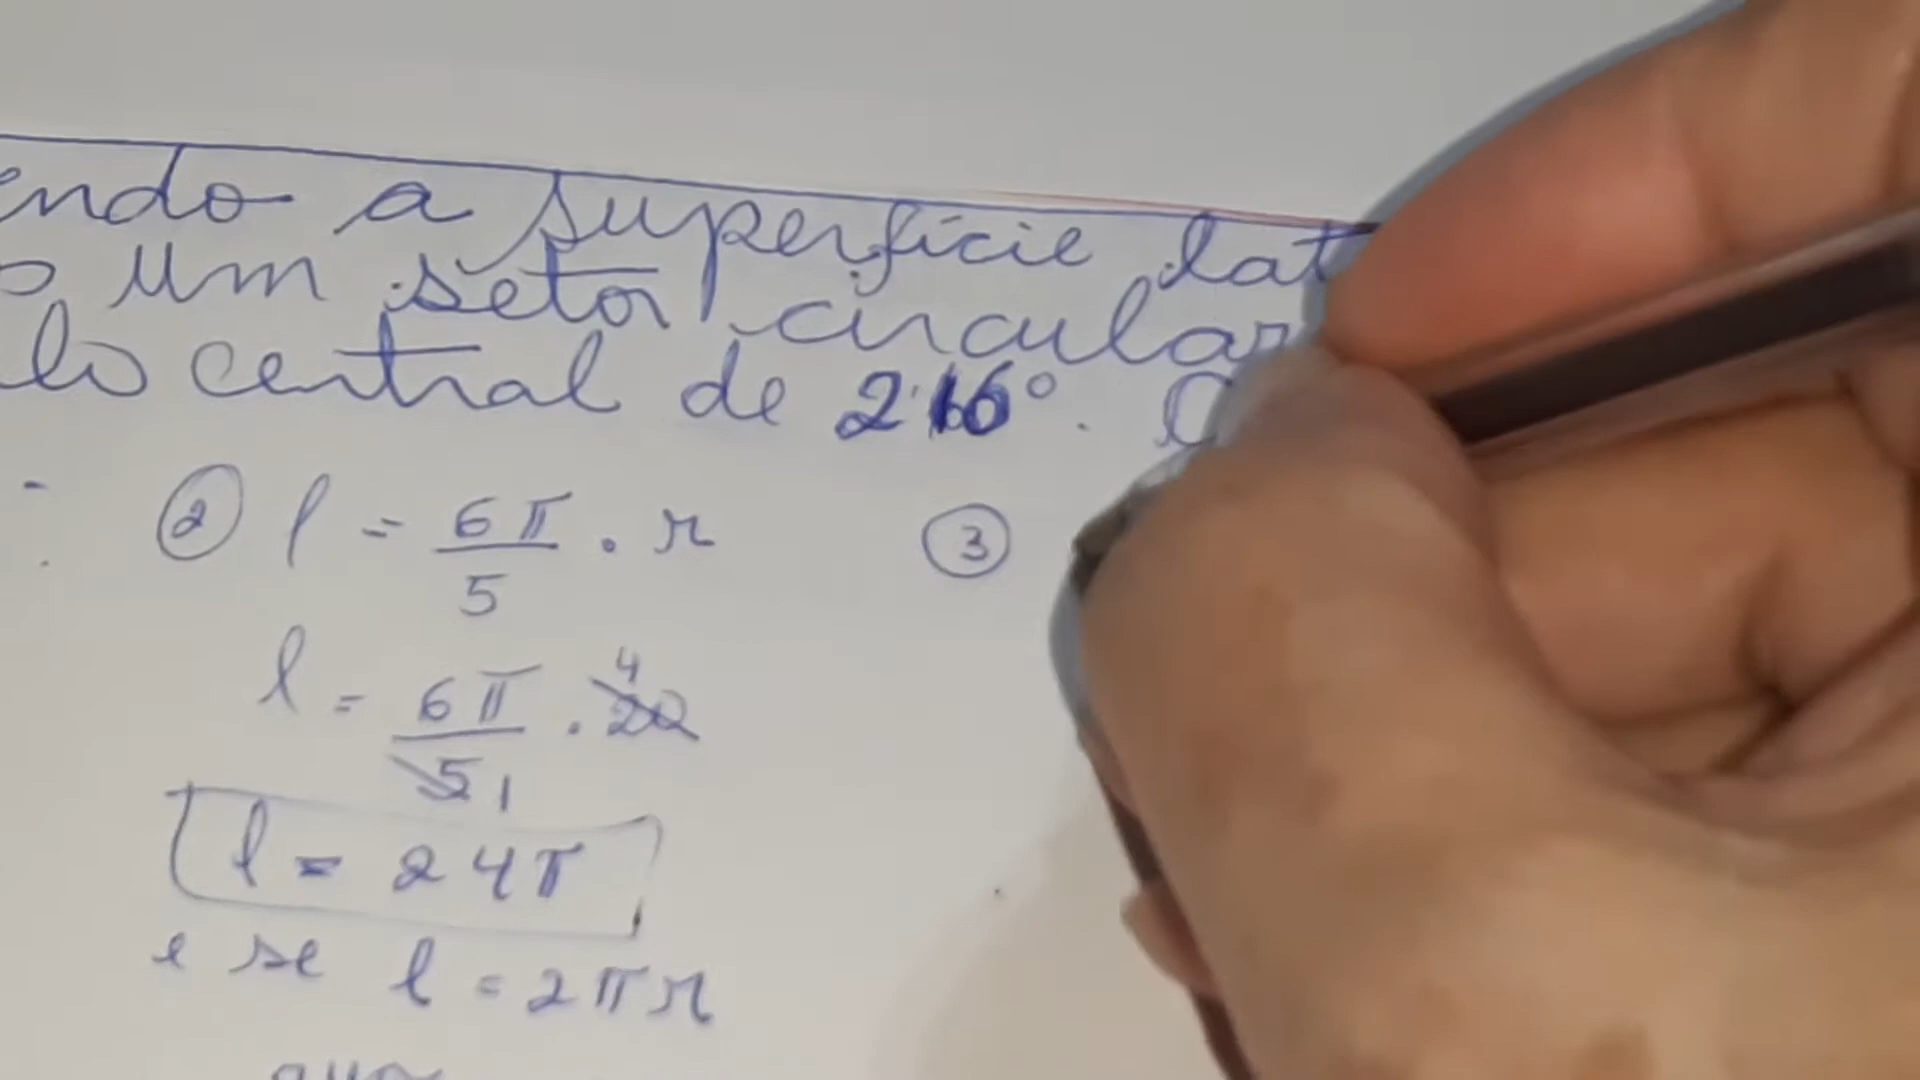 endo a superfície lat
o um setor circular
lo central de 216°. C
② l = 6π/5 . r
③
l = 6π/5 1 . 20 4
l = 24π
e se l = 2πr